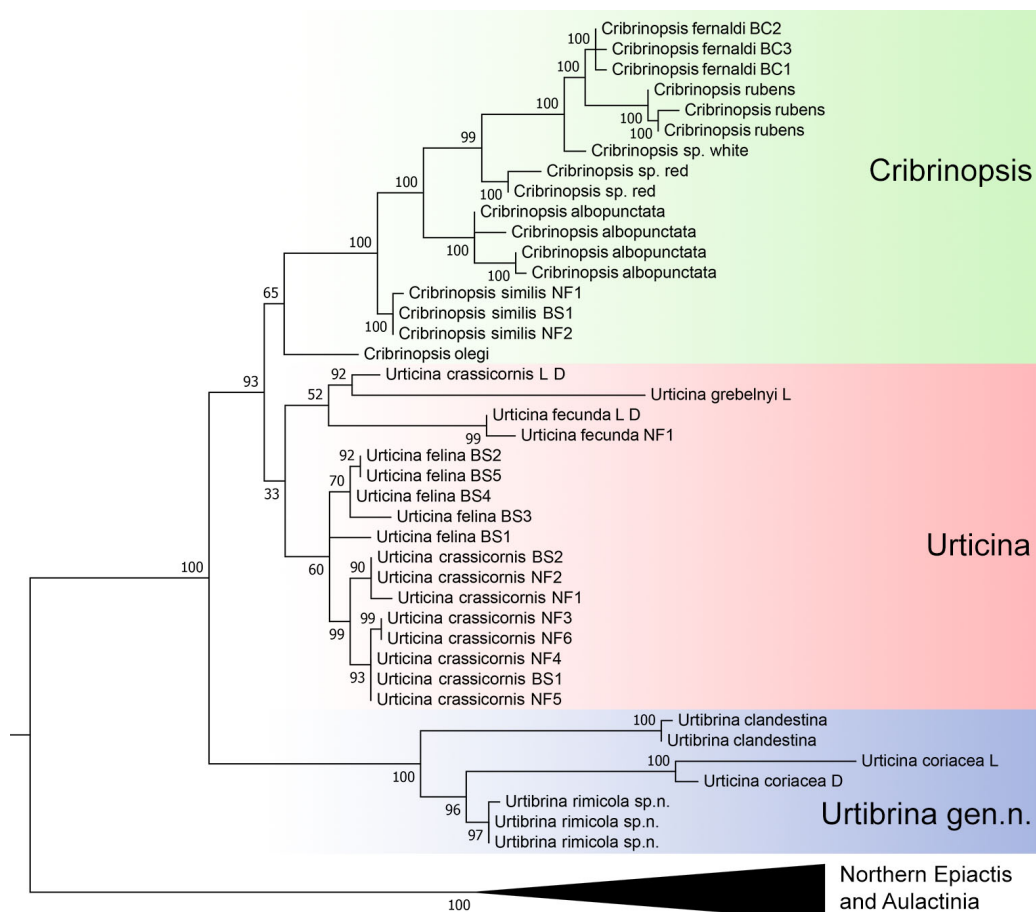 Cribrinopsis fernaldi BC2
100
Cribrinopsis fernaldi BC3
100
Cribrinopsis fernaldi BC1
Cribrinopsis rubens
100
Cribrinopsis rubens
100
100
Cribrinopsis rubens
99
Cribrinopsis sp. white
Cribrinopsis sp. red
Cribrinopsis
100
100
Cribrinopsis sp. red
Cribrinopsis albopunctata
Cribrinopsis albopunctata
100
100
Cribrinopsis albopunctata
100
Cribrinopsis albopunctata
65
Cribrinopsis similis NF1
Cribrinopsis similis BS1
100
Cribrinopsis similis NF2
Cribrinopsis olegi
93
92
Urticina crassicornis L D
52
Urticina grebelnyi L
Urticina fecunda L D
99
Urticina fecunda NF1
92
Urticina felina BS2
70
Urticina felina BS5
33
Urticina felina BS4
Urticina felina BS3
Urticina felina BS1
Urticina
60
Urticina crassicornis BS2
100
90
Urticina crassicornis NF2
Urticina crassicornis NF1
99
99
Urticina crassicornis NF3
Urticina crassicornis NF6
Urticina crassicornis NF4
93
Urticina crassicornis BS1
Urticina crassicornis NF5
100
Urtibrina clandestina
Urtibrina clandestina
100
100
Urticina coriacea L
Urticina coriacea D
96
Urtibrina rimicola sp.n.
Urtibrina rimicola sp.n.
97
Urtibrina rimicola sp.n.
Urtibrina gen.n.
100
Northern Epiactis
and Aulactinia